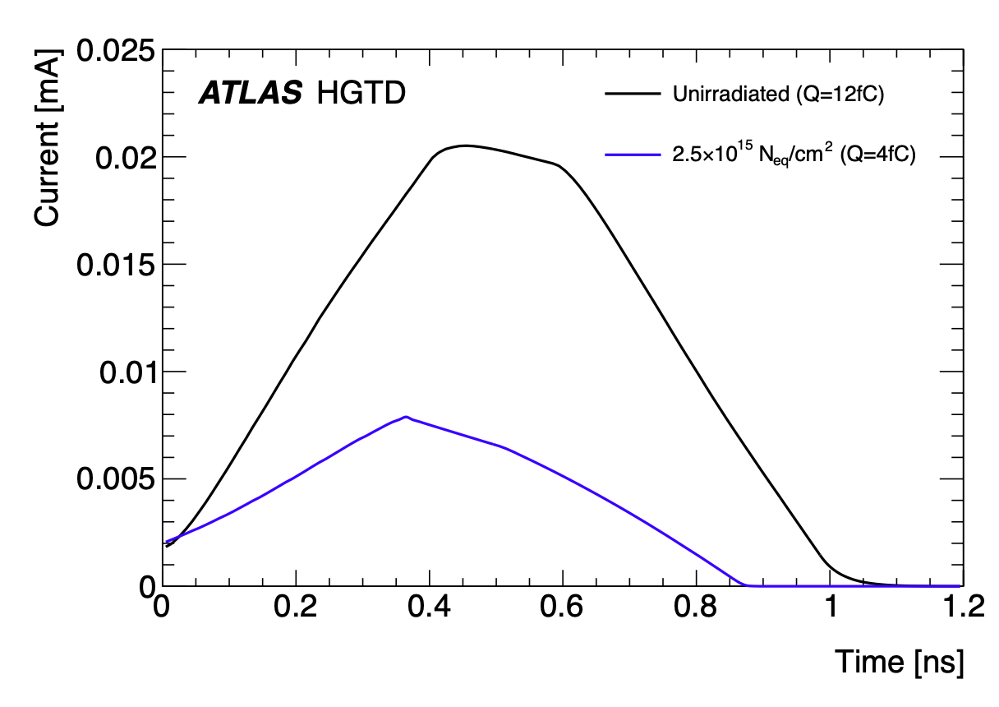 0.025
ATLAS HGTD
Unirradiated (Q=12fC)
2.5×10¹⁵ Neq/cm² (Q=4fC)
Current [mA]
0.02
0.015
0.01
0.005
0
0 0.2 0.4 0.6 0.8 1 1.2
Time [ns]